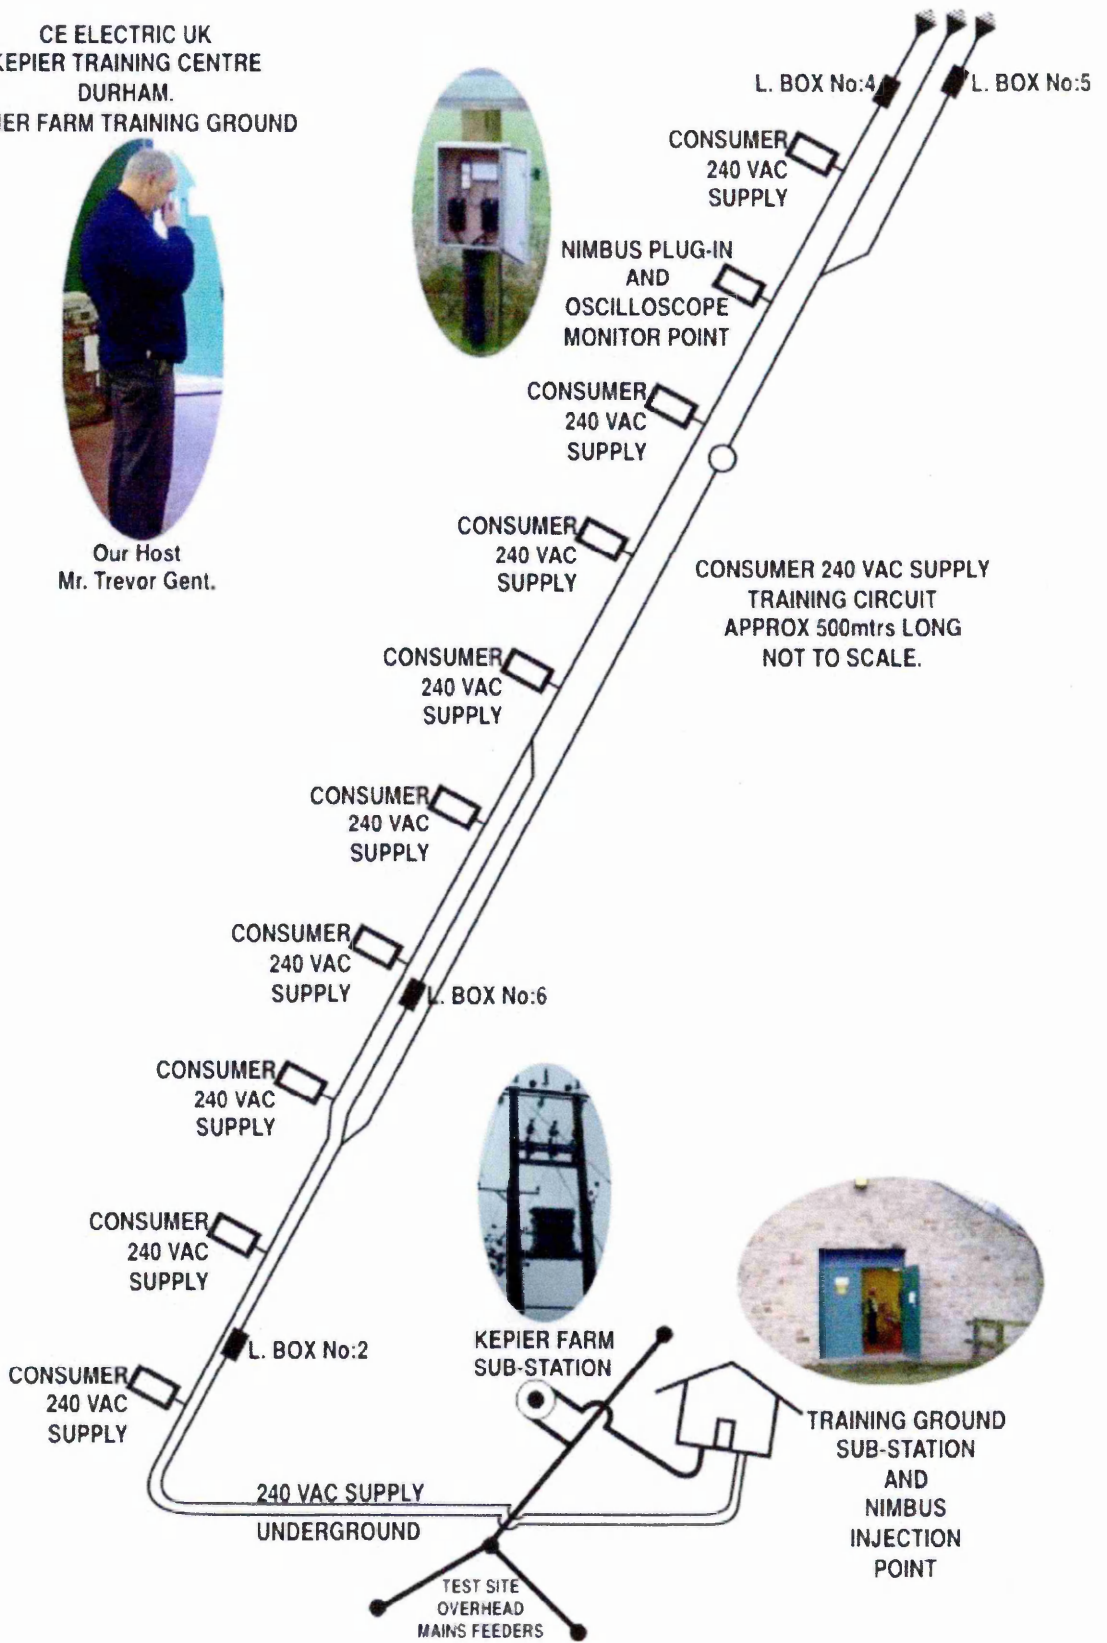 CE ELECTRIC UK
KEPIER TRAINING CENTRE
DURHAM.
FARM TRAINING GROUND
Our Host
Mr. Trevor Gent.
L. BOX No:4
L. BOX No:5
CONSUMER
240 VAC
SUPPLY
NIMBUS PLUG-IN
AND
OSCILLOSCOPE
MONITOR POINT
CONSUMER
240 VAC
SUPPLY
CONSUMER
240 VAC
SUPPLY
CONSUMER 240 VAC SUPPLY
TRAINING CIRCUIT
APPROX 500mtrs LONG
NOT TO SCALE.
CONSUMER
240 VAC
SUPPLY
CONSUMER
240 VAC
SUPPLY
CONSUMER
240 VAC
SUPPLY
L. BOX No:6
CONSUMER
240 VAC
SUPPLY
CONSUMER
240 VAC
SUPPLY
L. BOX No:2
CONSUMER
240 VAC
SUPPLY
KEPIER FARM
SUB-STATION
TRAINING GROUND
SUB-STATION
AND
NIMBUS
INJECTION
POINT
240 VAC SUPPLY
UNDERGROUND
TEST SITE
OVERHEAD
MAINS FEEDERS